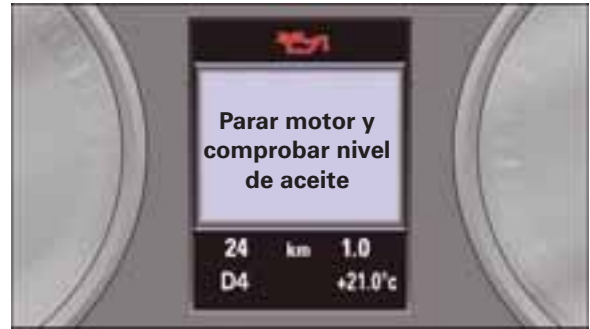 Parar motor y
comprobar nivel
de aceite
24 km 1.0
D4 +21.0°c